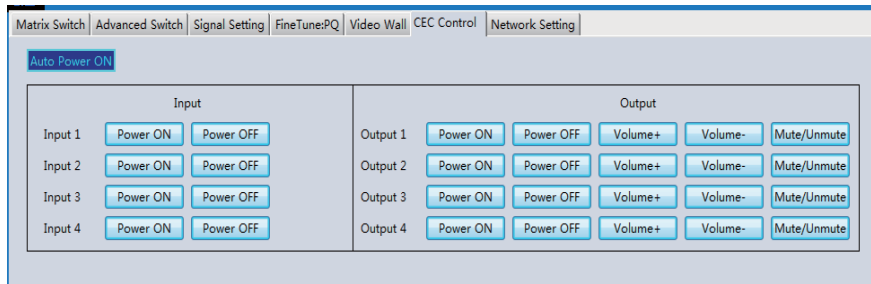 Matrix Switch Advanced Switch Signal Setting FineTune:PQ Video Wall CEC Control Network Setting
Auto Power ON
Input Output
Input 1 Power ON Power OFF Output 1 Power ON Power OFF Volume+ Volume- Mute/Unmute
Input 2 Power ON Power OFF Output 2 Power ON Power OFF Volume+ Volume- Mute/Unmute
Input 3 Power ON Power OFF Output 3 Power ON Power OFF Volume+ Volume- Mute/Unmute
Input 4 Power ON Power OFF Output 4 Power ON Power OFF Volume+ Volume- Mute/Unmute